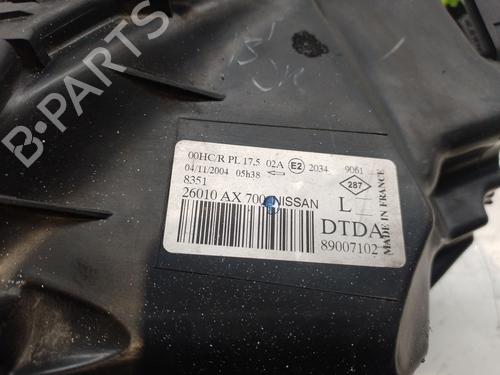 B-PARTS
00HC/R PL 17,5 02A E2 2034 9061
04/11/2004 05h38 287
8351
26010 AX 700 NISSAN L
DTDA
89007102
MADE IN FRANCE